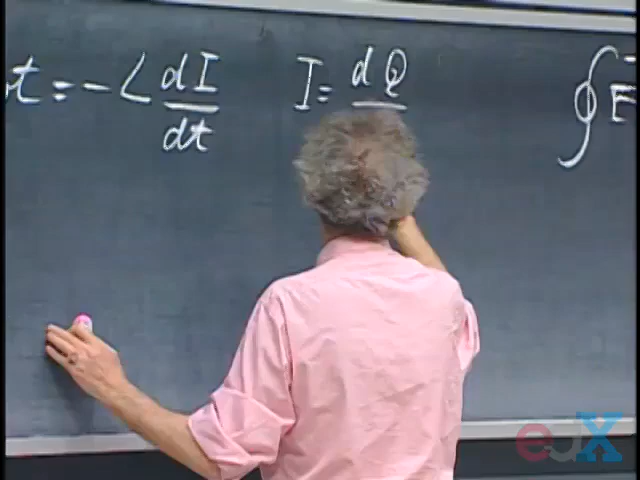 t = - L dI/dt
I = dQ
∮ E
edX